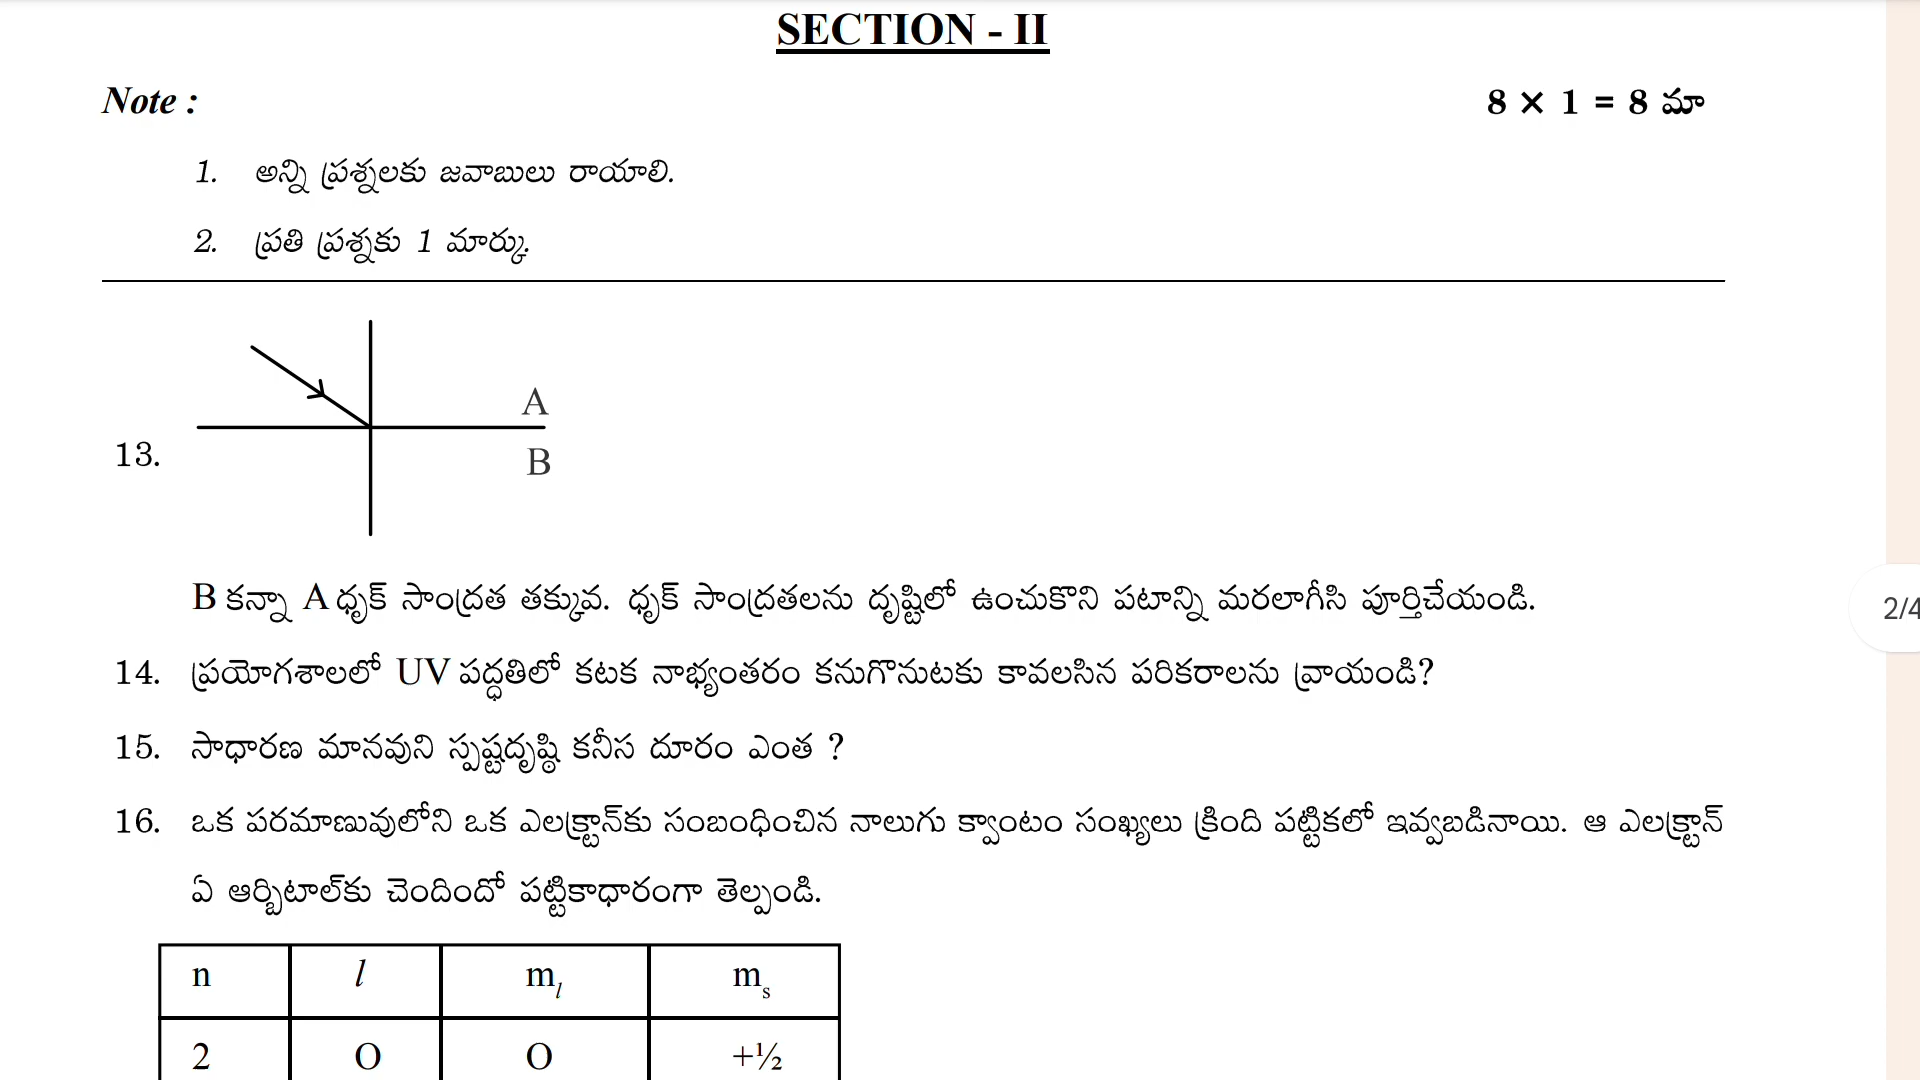 SECTION - II
Note :
8 × 1 = 8 మా
1. అన్ని ప్రశ్నలకు జవాబులు రాయాలి.
2. ప్రతి ప్రశ్నకు 1 మార్కు.
A
13.
B
B కన్నా A ధృక్ సాంద్రత తక్కువ. ధృక్ సాంద్రతలను దృష్టిలో ఉంచుకొని పటాన్ని మరలాగీసి పూర్తిచేయండి.
14. ప్రయోగశాలలో UV పద్ధతిలో కటక నాభ్యంతరం కనుగొనుటకు కావలసిన పరికరాలను వ్రాయండి?
15. సాధారణ మానవుని స్పష్టదృష్ఠి కనీస దూరం ఎంత ?
16. ఒక పరమాణువులోని ఒక ఎలక్ట్రాన్‌కు సంబంధించిన నాలుగు క్వాంటం సంఖ్యలు క్రింది పట్టికలో ఇవ్వబడినాయి. ఆ ఎలక్ట్రాన్
ఏ ఆర్బిటాల్‌కు చెందిందో పట్టికాధారంగా తెల్పండి.
n l m_l m_s
2 O O +½
2/4